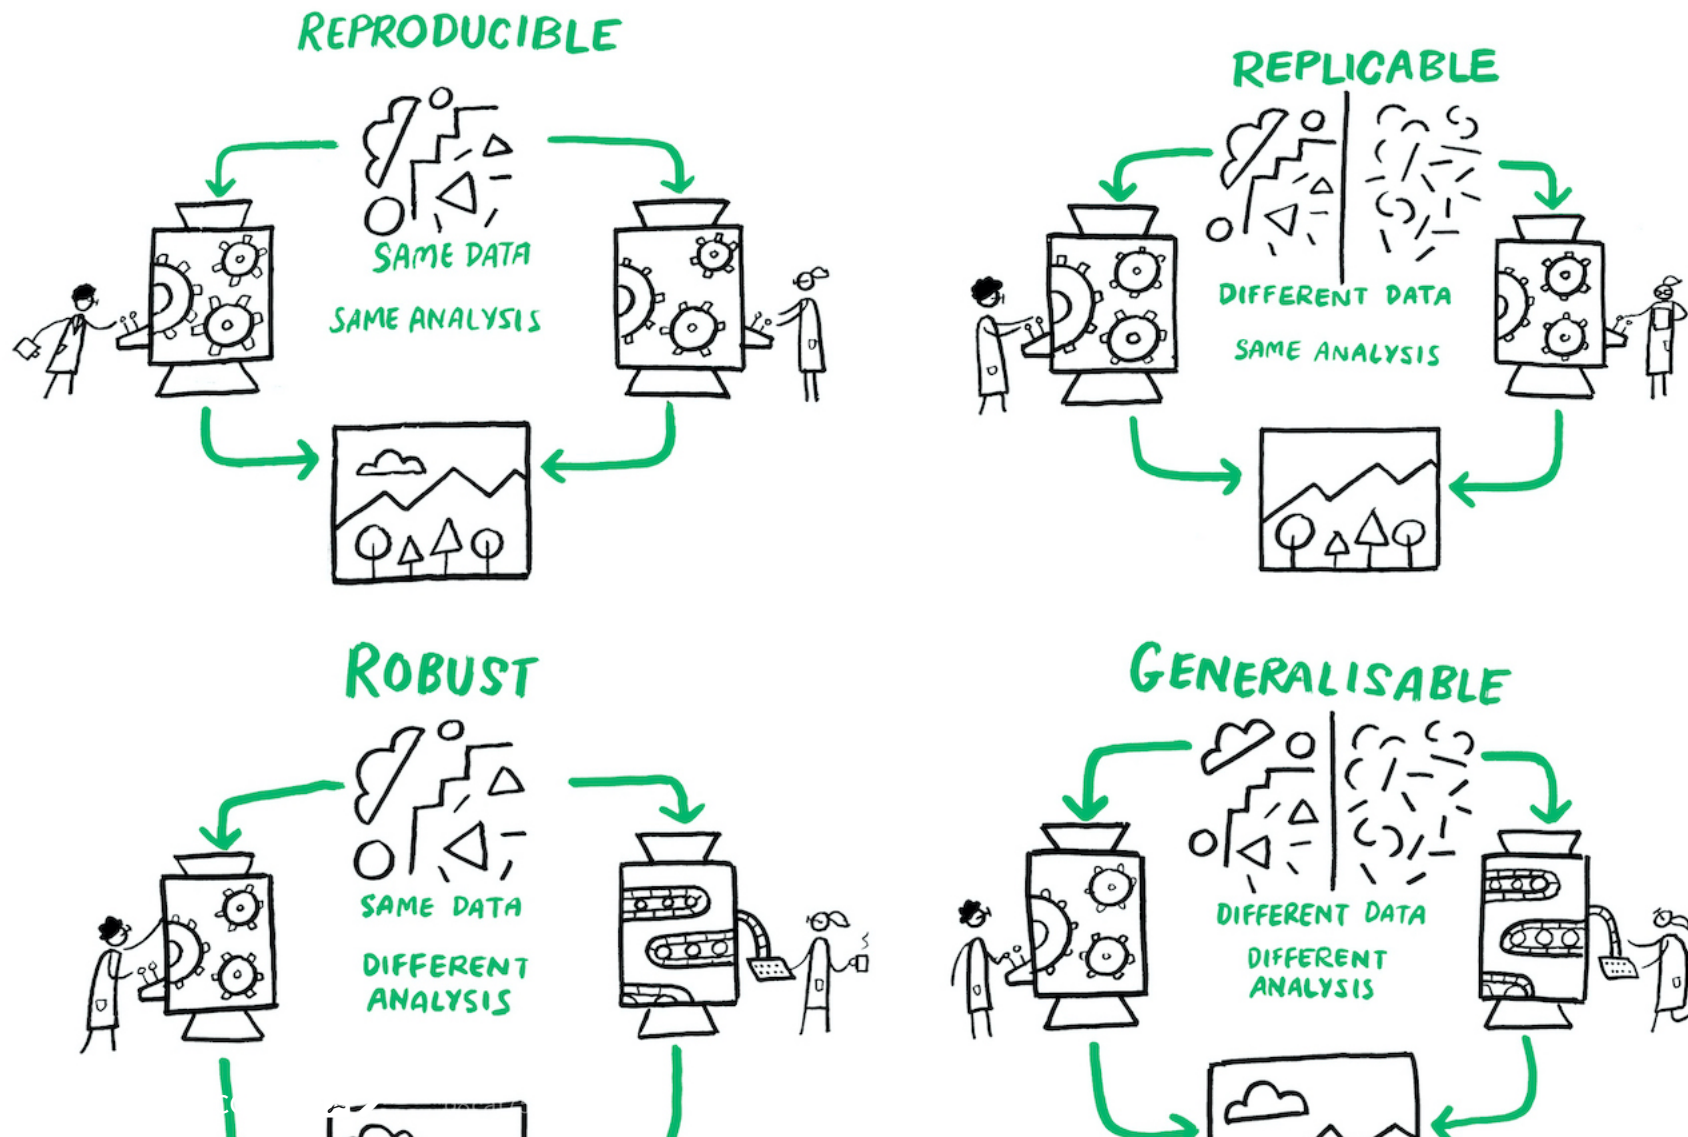 REPRODUCIBLE
SAME DATA
SAME ANALYSIS
REPLICABLE
DIFFERENT DATA
SAME ANALYSIS
ROBUST
SAME DATA
DIFFERENT
ANALYSIS
GENERALISABLE
DIFFERENT DATA
DIFFERENT
ANALYSIS